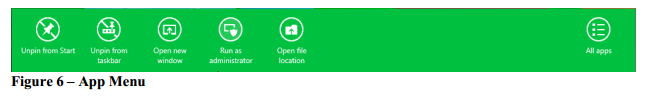 Unpin from Start
Unpin from
taskbar
Open new
window
Run as
administrator
Open file
location
All apps
Figure 6 – App Menu